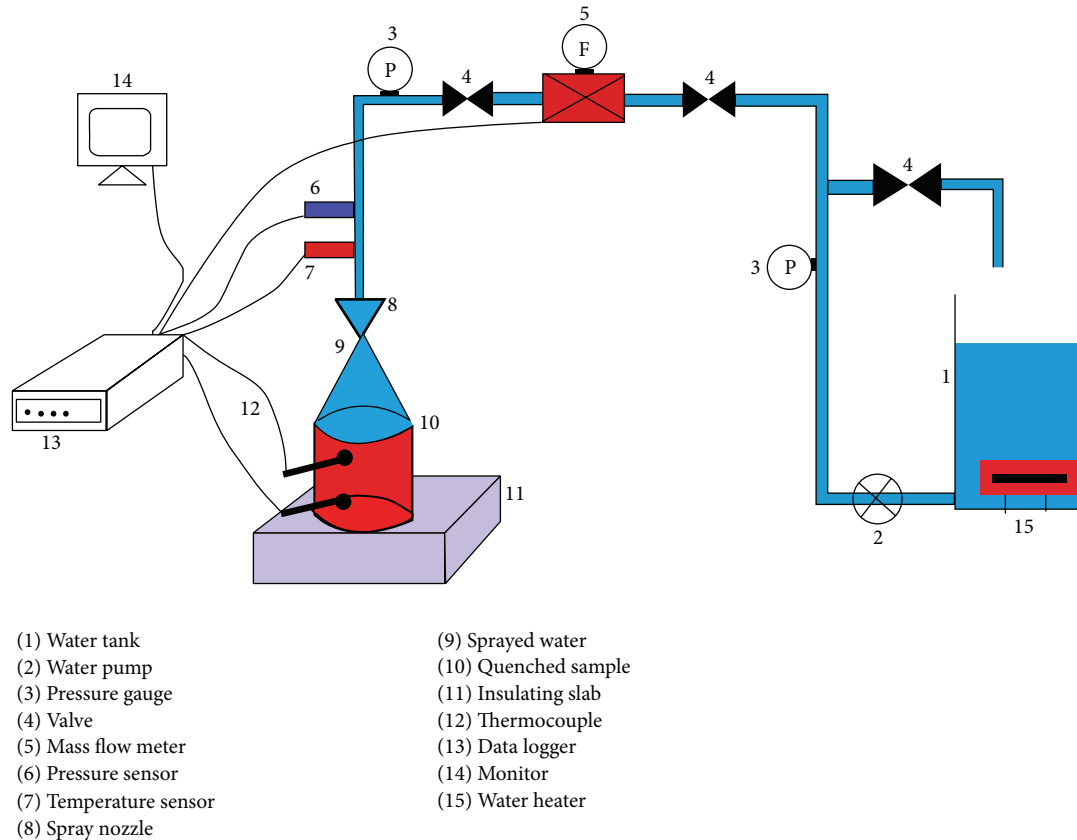 3
5
P
4
F
4
14
4
6
7
3
P
8
9
1
12
10
13
11
2
15
(1) Water tank
(2) Water pump
(3) Pressure gauge
(4) Valve
(5) Mass flow meter
(6) Pressure sensor
(7) Temperature sensor
(8) Spray nozzle
(9) Sprayed water
(10) Quenched sample
(11) Insulating slab
(12) Thermocouple
(13) Data logger
(14) Monitor
(15) Water heater